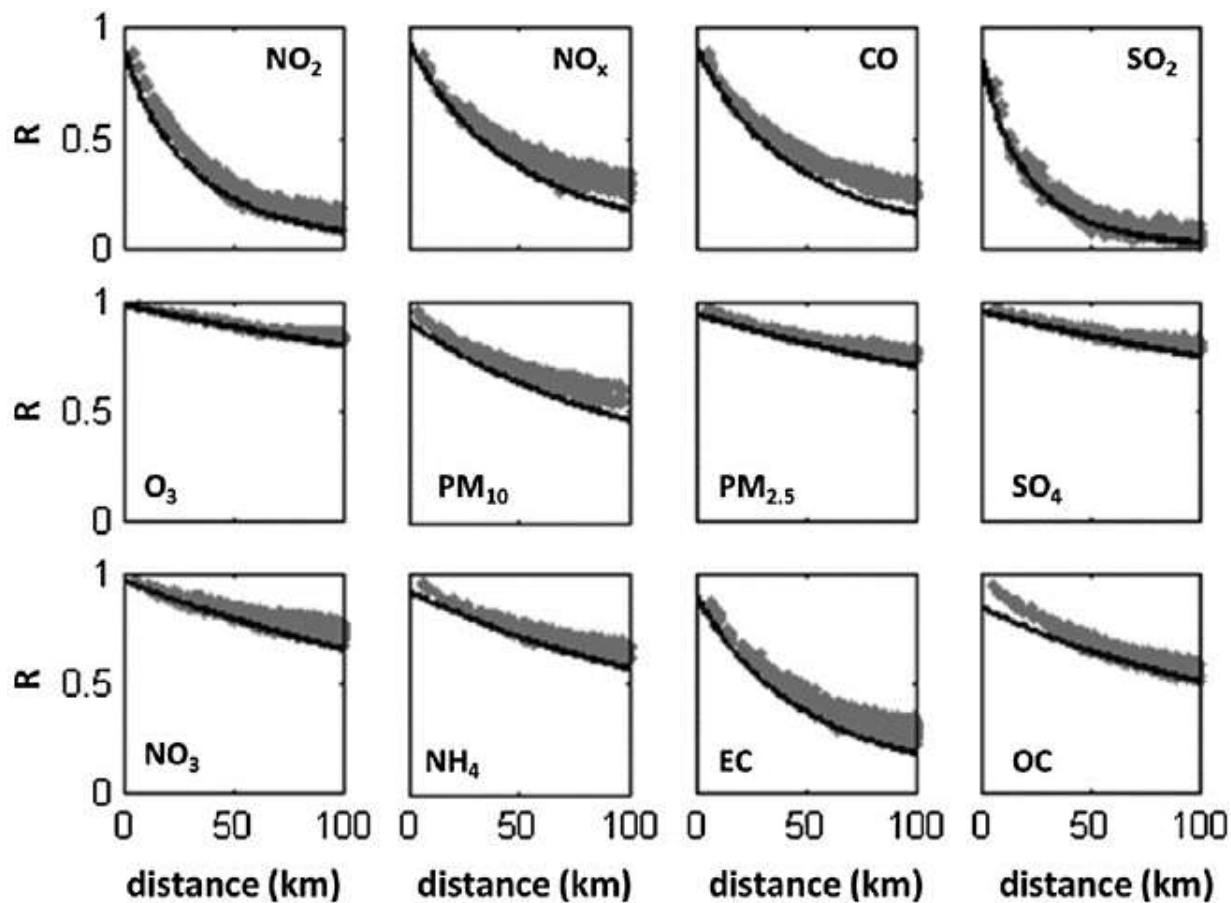 1
NO₂ NOₓ CO SO₂
R 0.5
0
1
R 0.5
O₃ PM₁₀ PM₂.₅ SO₄
0
1
R 0.5
NO₃ NH₄ EC OC
0
0 50 100 0 50 100 0 50 100 0 50 100
distance (km) distance (km) distance (km) distance (km)